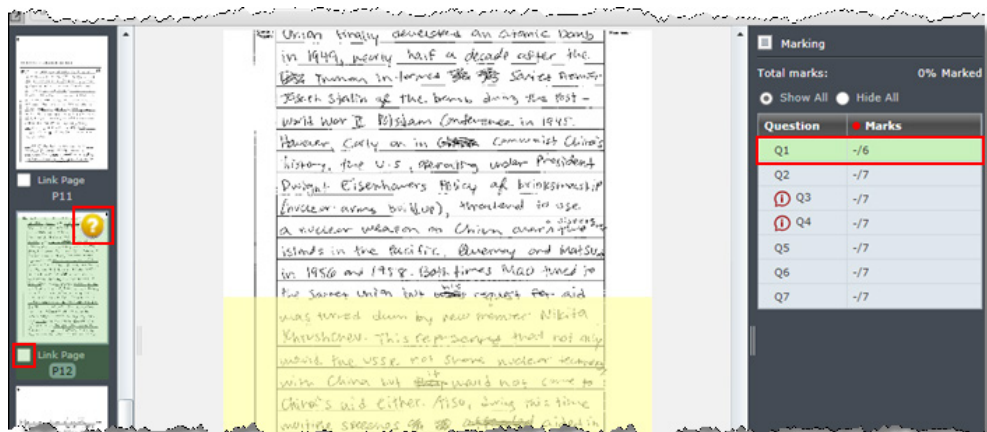 Link Page
P11
?
Link Page
P12
Union finally developed an atomic bomb
in 1949, nearly half a decade after the
Truman informed Soviet Premier
Joseph Stalin of the bomb during the Post-
World War II Potsdam Conference in 1945.
However, early on in Communist China's
history, the U.S, operating under President
Dwight Eisenhowers Policy of brinksmanship
(nuclear arms buildup), threatened to use
a nuclear weapon on China over
islands in the Pacific, Quemoy and Matsu
in 1956 and 1958. Both times Mao tuned to
the Soviet Union but his request for aid
was turned down by new premier Nikita
Khrushchev. This represented that not only
would the USSR not share nuclear
with China but it would not come to
China's aid either. Also, during this time
Marking
Total marks: 0% Marked
Show All Hide All
Question Marks
Q1 -/6
Q2 -/7
Q3 -/7
Q4 -/7
Q5 -/7
Q6 -/7
Q7 -/7